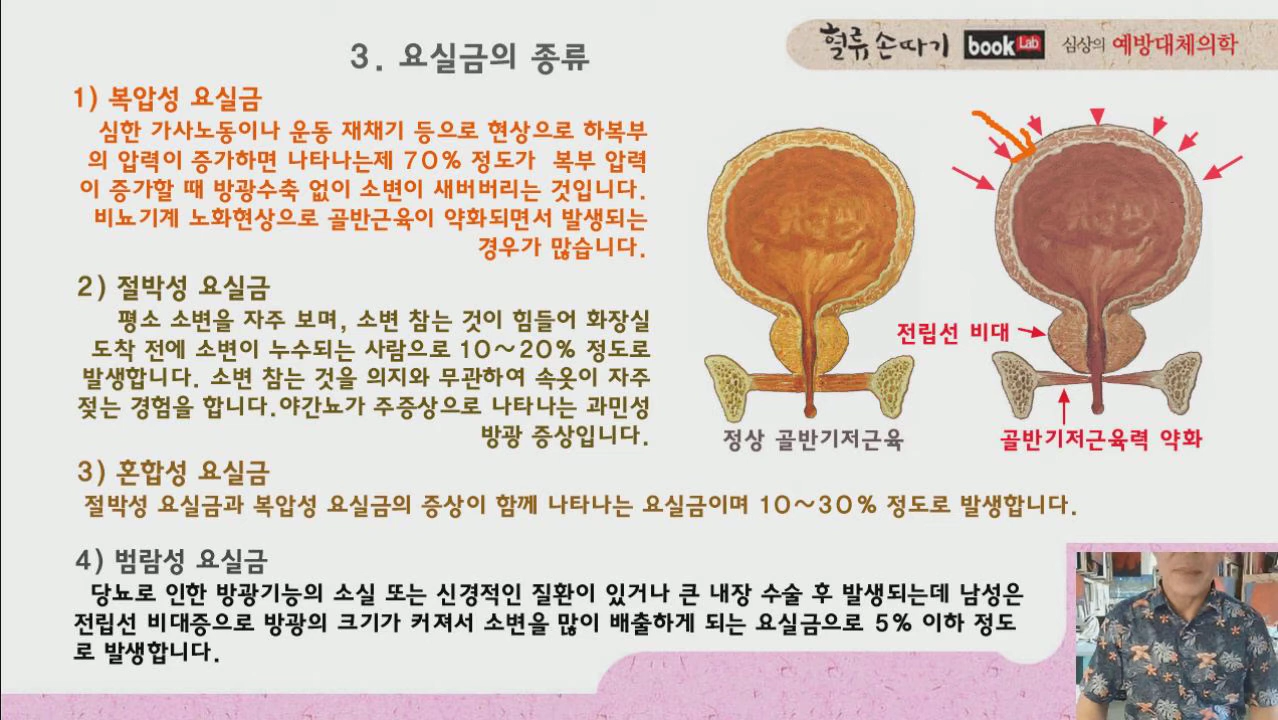 3. 요실금의 종류
혈류 손따기 book Lab 심상의 예방대체의학
1) 복압성 요실금
심한 가사노동이나 운동 재채기 등으로 현상으로 하복부
의 압력이 증가하면 나타나는제 70% 정도가 복부 압력
이 증가할 때 방광수축 없이 소변이 새버버리는 것입니다.
비뇨기계 노화현상으로 골반근육이 약화되면서 발생되는
경우가 많습니다.
2) 절박성 요실금
평소 소변을 자주 보며, 소변 참는 것이 힘들어 화장실
도착 전에 소변이 누수되는 사람으로 10~20% 정도로
발생합니다. 소변 참는 것을 의지와 무관하여 속옷이 자주
젖는 경험을 합니다.야간뇨가 주증상으로 나타나는 과민성
방광 증상입니다.
전립선 비대
정상 골반기저근육
골반기저근육력 약화
3) 혼합성 요실금
절박성 요실금과 복압성 요실금의 증상이 함께 나타나는 요실금이며 10~30% 정도로 발생합니다.
4) 범람성 요실금
당뇨로 인한 방광기능의 소실 또는 신경적인 질환이 있거나 큰 내장 수술 후 발생되는데 남성은
전립선 비대증으로 방광의 크기가 커져서 소변을 많이 배출하게 되는 요실금으로 5% 이하 정도
로 발생합니다.